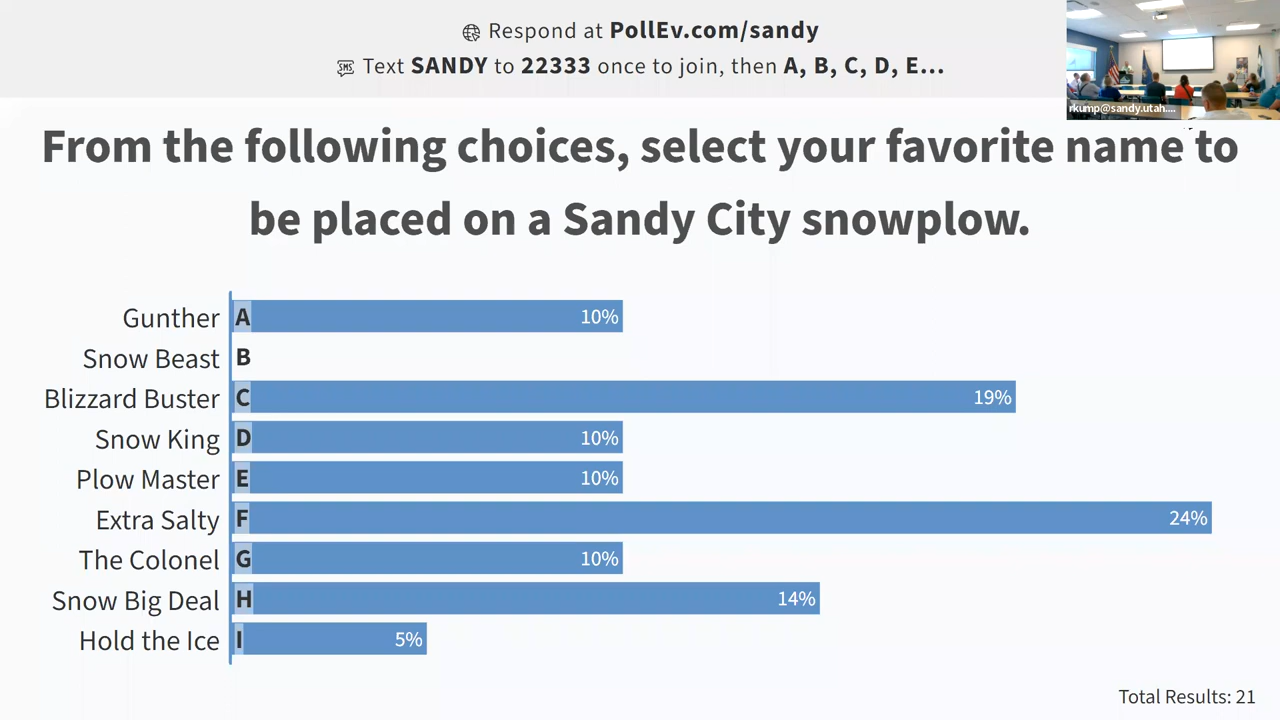 Respond at PollEv.com/sandy
Text SANDY to 22333 once to join, then A, B, C, D, E...
rkump@sandy.utah....
From the following choices, select your favorite name to
be placed on a Sandy City snowplow.
Gunther A 10%
Snow Beast B
Blizzard Buster C 19%
Snow King D 10%
Plow Master E 10%
Extra Salty F 24%
The Colonel G 10%
Snow Big Deal H 14%
Hold the Ice I 5%
Total Results: 21